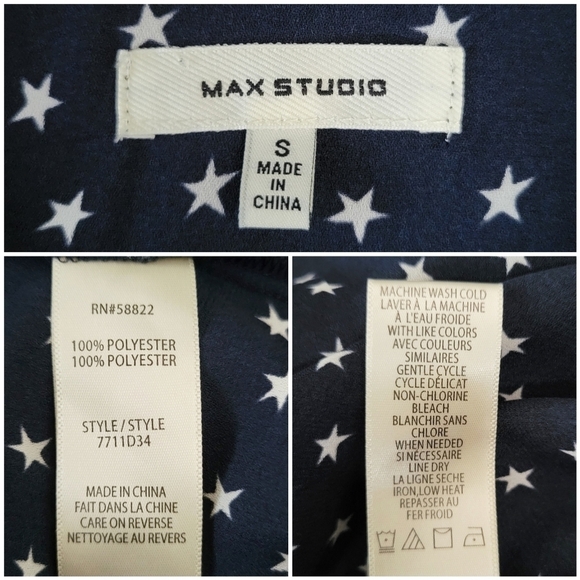 MAX STUDIO
S
MADE
IN
CHINA
RN#58822
100% POLYESTER
100% POLYESTER
STYLE / STYLE
7711D34
MADE IN CHINA
FAIT DANS LA CHINE
CARE ON REVERSE
NETTOYAGE AU REVERS
MACHINE WASH COLD
LAVER À LA MACHINE
À L'EAU FROIDE
WITH LIKE COLORS
AVEC COULEURS
SIMILAIRES
GENTLE CYCLE
CYCLE DÉLICAT
NON-CHLORINE
BLEACH
BLANCHIR SANS
CHLORE
WHEN NEEDED
SI NÉCESSAIRE
LINE DRY
LA LIGNE SECHE
IRON, LOW HEAT
REPASSER AU
FER FROID